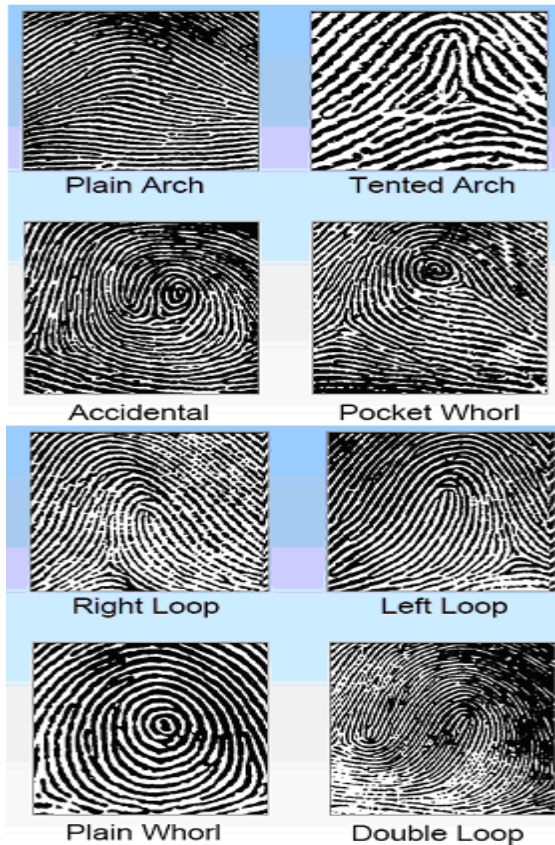 Plain Arch
Tented Arch
Accidental
Pocket Whorl
Right Loop
Left Loop
Plain Whorl
Double Loop